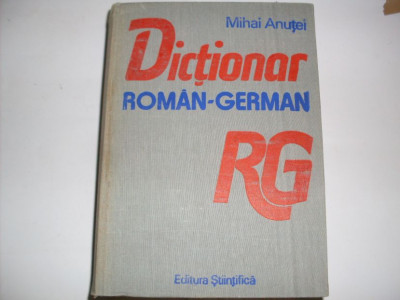 Mihai Anuței
Dicționar
ROMÂN-GERMAN
RG
Editura Științifică